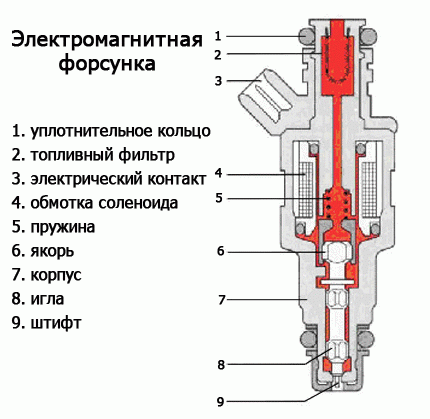 Электромагнитная
форсунка
1. уплотнительное кольцо
2. топливный фильтр
3. электрический контакт
4. обмотка соленоида
5. пружина
6. якорь
7. корпус
8. игла
9. штифт
1
2
3
4
5
6
7
8
9